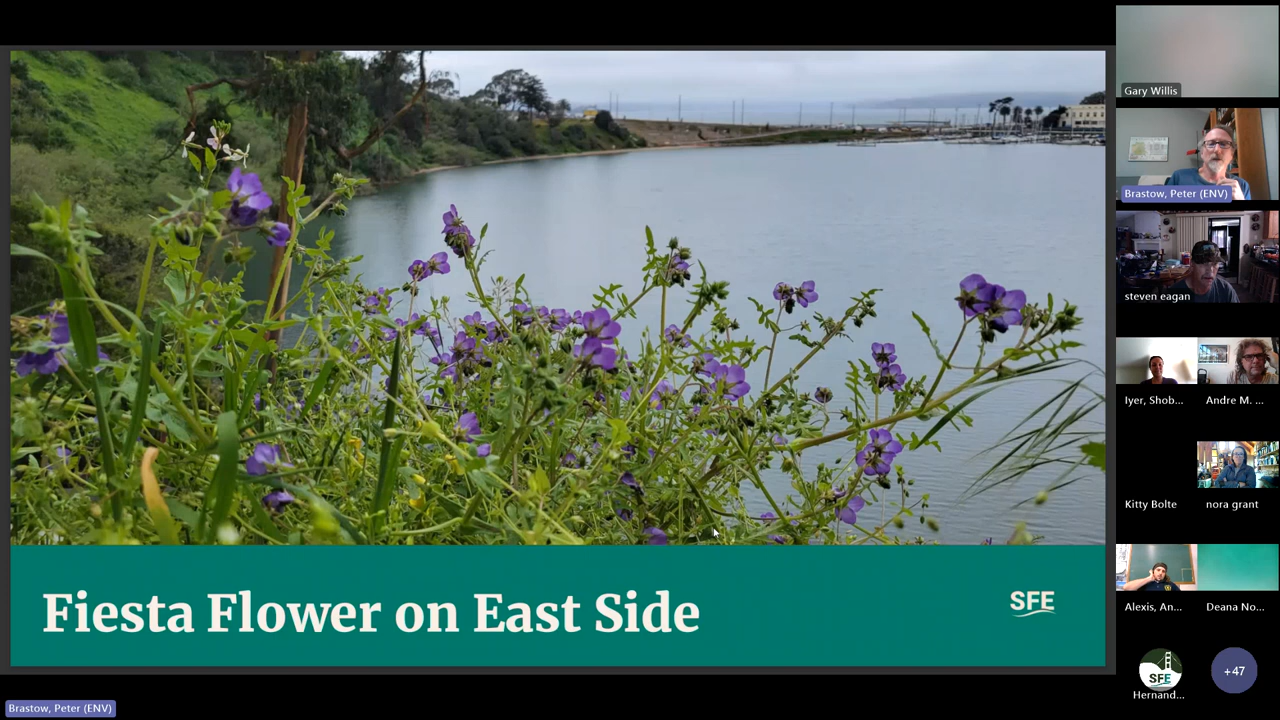 Gary Willis
Brastow, Peter (ENV)
steven eagan
Iyer, Shob...
Andre M. ...
Kitty Bolte
nora grant
Alexis, An...
Deana No...
SFE
Hernand...
+47
Fiesta Flower on East Side
SFE
Brastow, Peter (ENV)